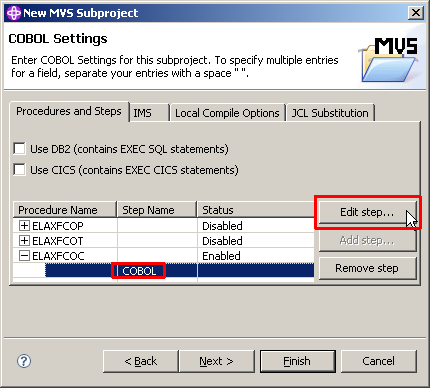 New MVS Subproject
COBOL Settings
Enter COBOL Settings for this subproject. To specify multiple entries
for a field, separate your entries with a space " ".
MVS
Procedures and Steps IMS Local Compile Options JCL Substitution
Use DB2 (contains EXEC SQL statements)
Use CICS (contains EXEC CICS statements)
Procedure Name Step Name Status
ELAXFCOP Disabled
ELAXFCOT Disabled
ELAXFCOC Enabled
COBOL
Edit step...
Add step...
Remove step
? < Back Next > Finish Cancel